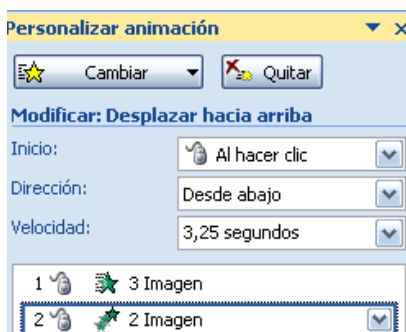 Personalizar animación
Cambiar Quitar
Modificar: Desplazar hacia arriba
Inicio: Al hacer clic
Dirección: Desde abajo
Velocidad: 3,25 segundos
1 3 Imagen
2 2 Imagen